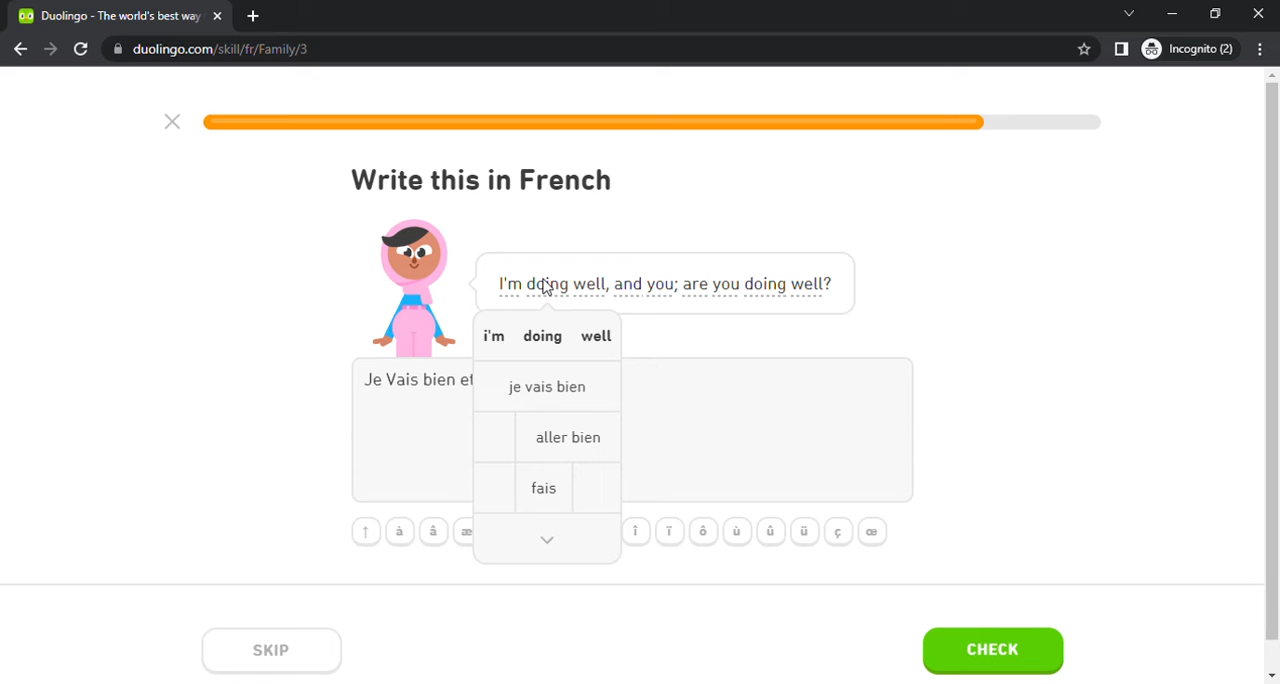 Duolingo - The world's best way
duolingo.com/skill/fr/Family/3
Incognito (2)
Write this in French
I'm doing well, and you; are you doing well?
i'm doing well
Je Vais bien et
je vais bien
aller bien
fais
↑ à â æ î ï ô ù û ü ç œ
SKIP
CHECK